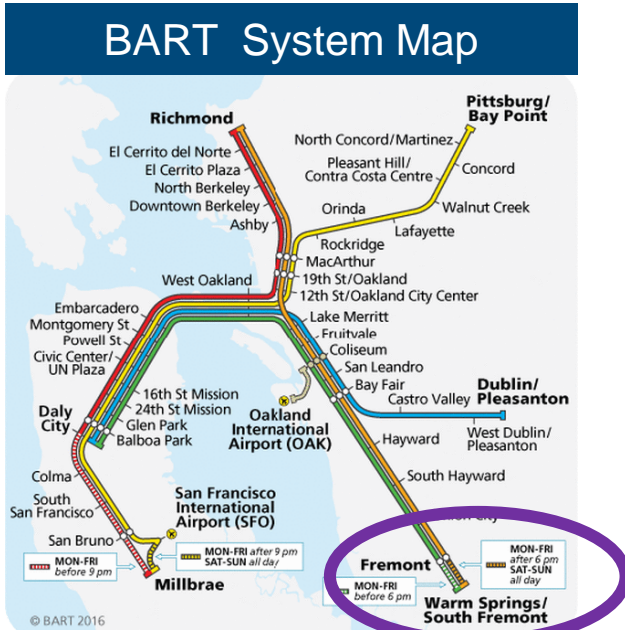 BART System Map
Richmond
Pittsburg/
Bay Point
El Cerrito del Norte
El Cerrito Plaza
North Berkeley
Downtown Berkeley
Ashby
North Concord/Martinez
Pleasant Hill/
Contra Costa Centre
Concord
Walnut Creek
Orinda
Lafayette
Rockridge
MacArthur
19th St/Oakland
12th St/Oakland City Center
West Oakland
Lake Merritt
Fruitvale
Coliseum
San Leandro
Bay Fair
Castro Valley
Dublin/
Pleasanton
West Dublin/
Pleasanton
Embarcadero
Montgomery St
Powell St
Civic Center/
UN Plaza
16th St Mission
24th St Mission
Glen Park
Balboa Park
Daly
City
Oakland
International
Airport (OAK)
Hayward
South Hayward
City
Colma
South
San Francisco
San Bruno
San Francisco
International
Airport (SFO)
MON-FRI
before 9 pm
MON-FRI after 9 pm
SAT-SUN all day
Millbrae
Fremont
MON-FRI
before 6 pm
MON-FRI
after 6 pm
SAT-SUN
all day
Warm Springs/
South Fremont
© BART 2016